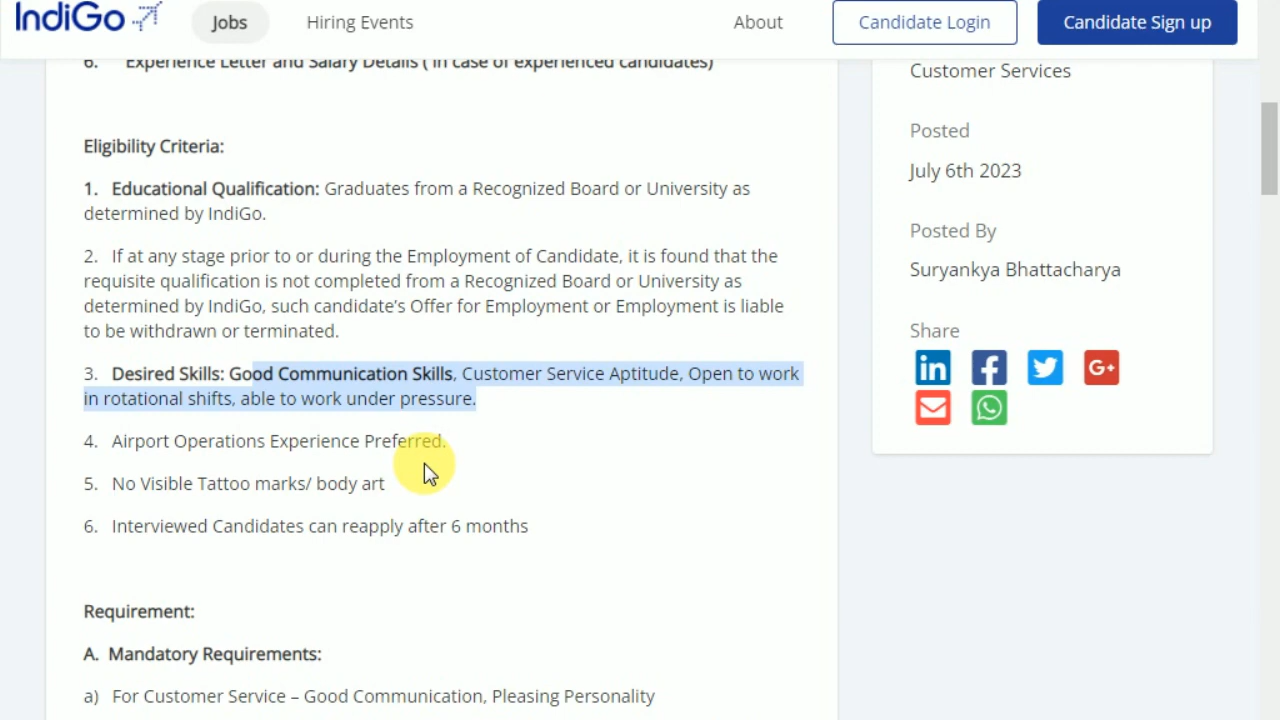 IndiGo Jobs Hiring Events About Candidate Login Candidate Sign up
6. Experience Letter and Salary Details ( In case of experienced candidates)
Eligibility Criteria:
1. Educational Qualification: Graduates from a Recognized Board or University as
determined by IndiGo.
2. If at any stage prior to or during the Employment of Candidate, it is found that the
requisite qualification is not completed from a Recognized Board or University as
determined by IndiGo, such candidate's Offer for Employment or Employment is liable
to be withdrawn or terminated.
3. Desired Skills: Good Communication Skills, Customer Service Aptitude, Open to work
in rotational shifts, able to work under pressure.
4. Airport Operations Experience Preferred.
5. No Visible Tattoo marks/ body art
6. Interviewed Candidates can reapply after 6 months
Requirement:
A. Mandatory Requirements:
a) For Customer Service – Good Communication, Pleasing Personality
Customer Services
Posted
July 6th 2023
Posted By
Suryankya Bhattacharya
Share
in f G+